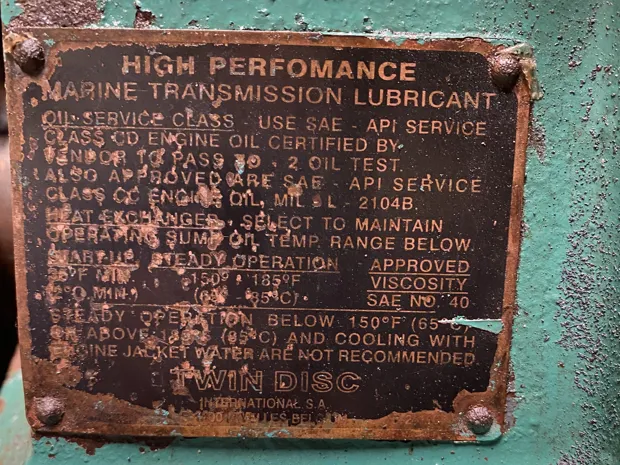 HIGH PERFOMANCE
MARINE TRANSMISSION LUBRICANT
OIL SERVICE CLASS USE SAE - API SERVICE
CLASS CD ENGINE OIL CERTIFIED BY
VENDOR TO PASS - 2 OIL TEST.
ALSO APPROVED ARE SAE - API SERVICE
CLASS CC ENGINE OIL, MIL - L - 2104B.
HEAT EXCHANGER SELECT TO MAINTAIN
OPERATING SUMP OIL TEMP. RANGE BELOW.
START-UP STEADY OPERATION APPROVED
MIN. 150° - 185°F VISCOSITY
MIN.) 85°C) SAE NO. 40
STEADY OPERATION BELOW 150°F (65°C)
ABOVE (85°C) AND COOLING WITH
ENGINE JACKET WATER ARE NOT RECOMMENDED
TWIN DISC
INTERNATIONAL S.A.